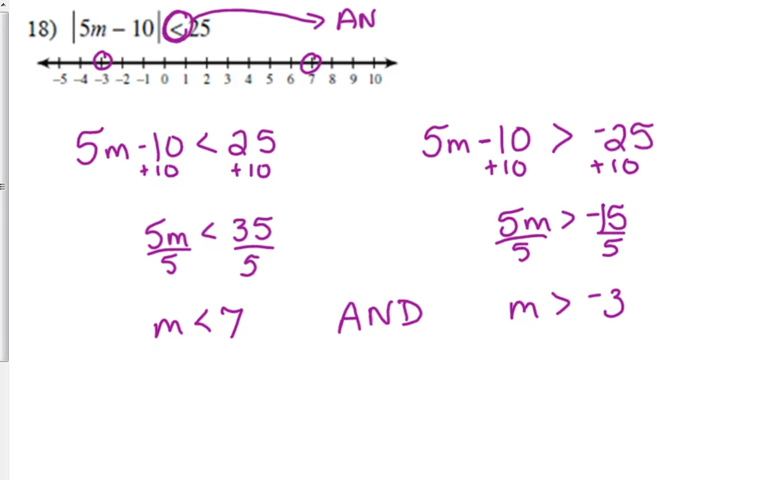 18) |5m − 10| < 25 AN
-5 -4 -3 -2 -1 0 1 2 3 4 5 6 7 8 9 10
5m -10 < 25 5m -10 > -25
+10 +10 +10 +10
5m < 35 5m > -15
5 5 5 5
m < 7 AND m > -3